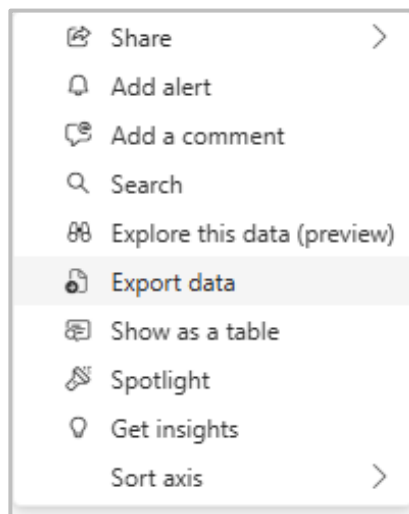 Share
Add alert
Add a comment
Search
Explore this data (preview)
Export data
Show as a table
Spotlight
Get insights
Sort axis